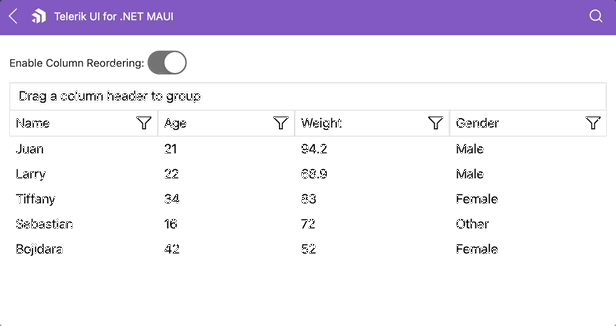 Telerik UI for .NET MAUI
Enable Column Reordering:
Drag a column header to group
Name Age Weight Gender
Juan 21 94.2 Male
Larry 22 68.9 Male
Tiffany 34 83 Female
Sebastian 16 72 Other
Bojidara 42 52 Female